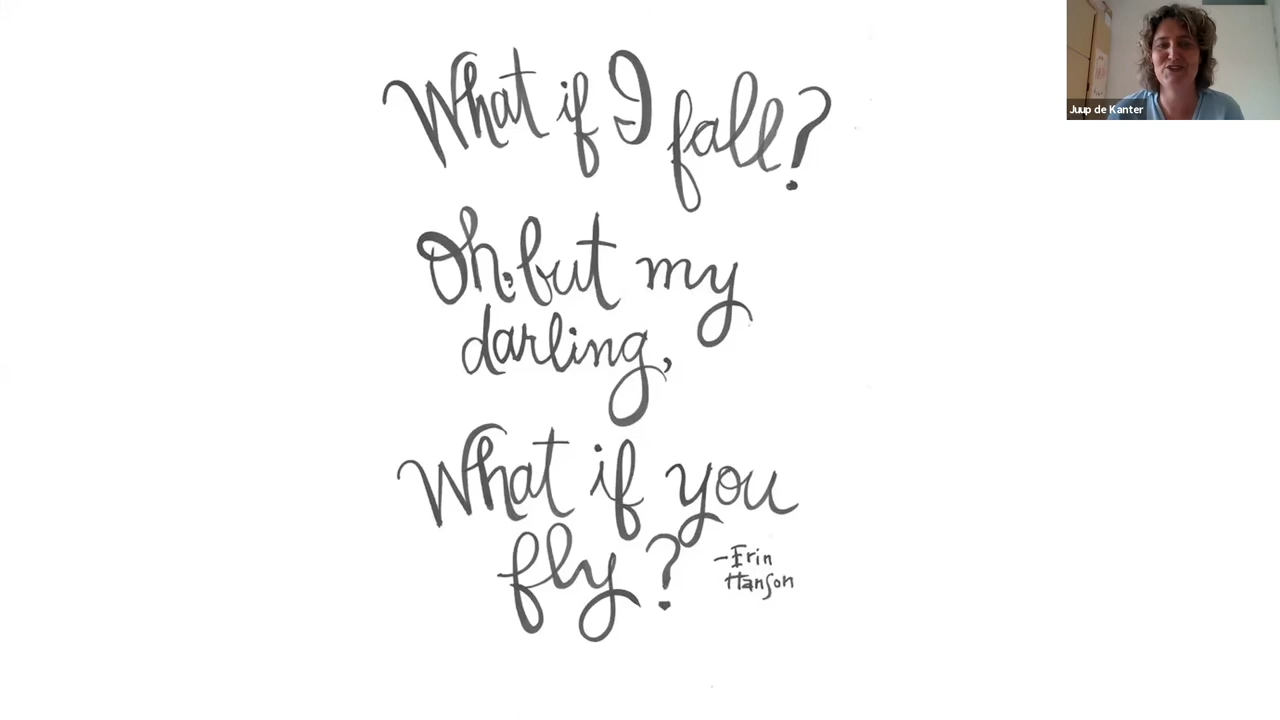 What if I fall?
Oh, but my
darling,
What if you
fly?
-Erin
Hanson
Juup de Kanter